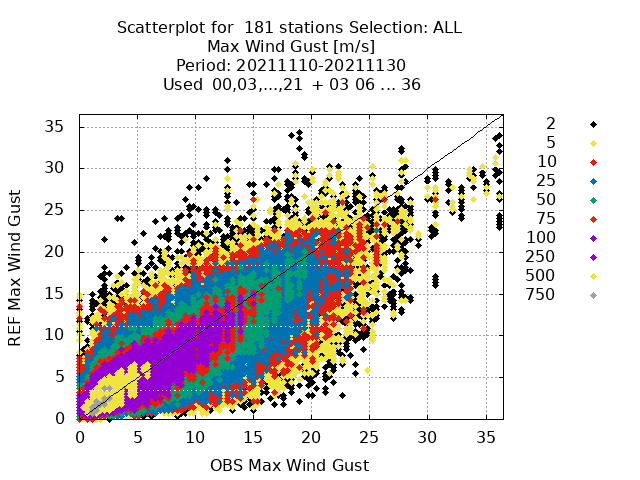 Scatterplot for 181 stations Selection: ALL
Max Wind Gust [m/s]
Period: 20211110-20211130
Used 00,03,...,21 + 03 06 ... 36
REF Max Wind Gust
35
30
25
20
15
10
5
0
0 5 10 15 20 25 30 35
OBS Max Wind Gust
2
5
10
25
50
75
100
250
500
750